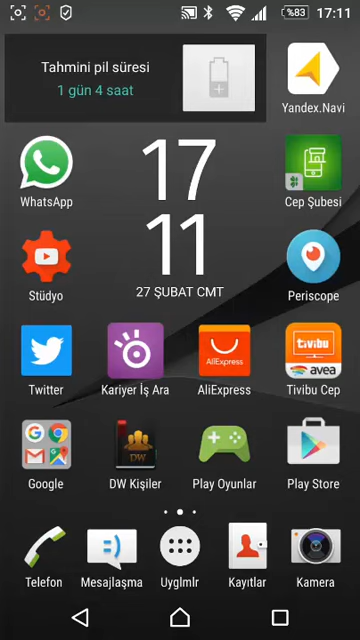 %83 17:11
Tahmini pil süresi
1 gün 4 saat
Yandex.Navi
17
11
27 ŞUBAT CMT
WhatsApp
Cep Şubesi
Stüdyo
Periscope
AliExpress
tivibu
avea
Twitter
Kariyer İş Ara
AliExpress
Tivibu Cep
DW
Google
DW Kişiler
Play Oyunlar
Play Store
Telefon
Mesajlaşma
Uyglmlr
Kayıtlar
Kamera